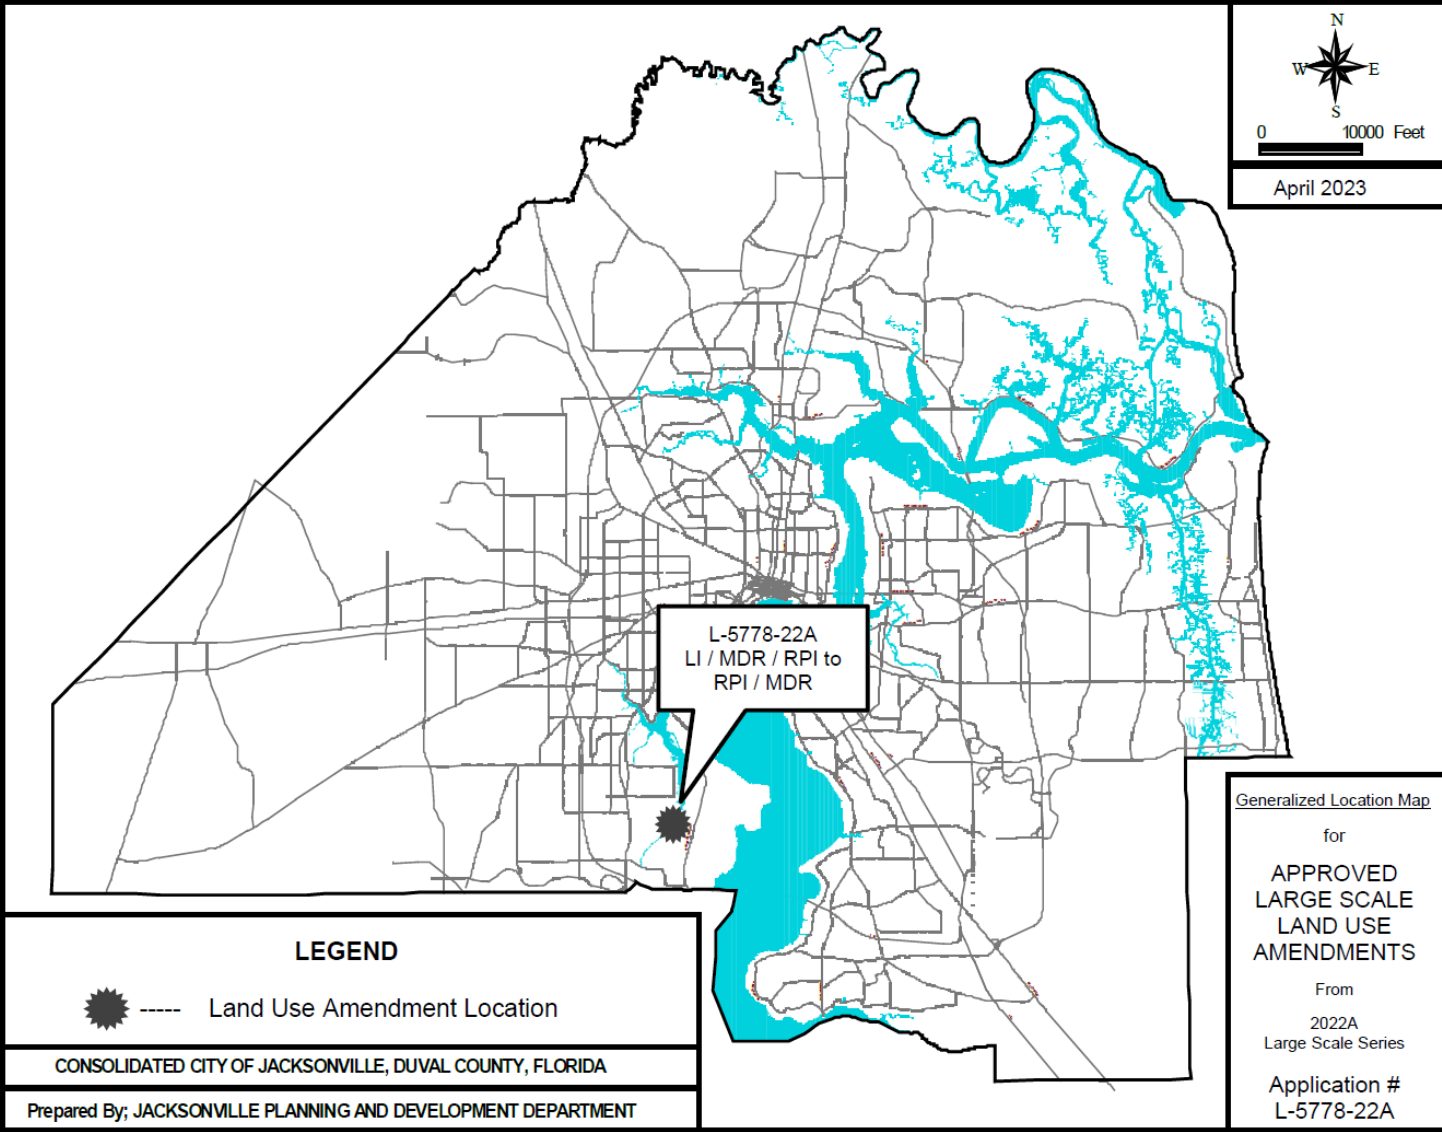 N
W E
S
0 10000 Feet
April 2023
L-5778-22A
LI / MDR / RPI to
RPI / MDR
Generalized Location Map
for
APPROVED
LARGE SCALE
LAND USE
AMENDMENTS
From
2022A
Large Scale Series
Application #
L-5778-22A
LEGEND
----- Land Use Amendment Location
CONSOLIDATED CITY OF JACKSONVILLE, DUVAL COUNTY, FLORIDA
Prepared By; JACKSONVILLE PLANNING AND DEVELOPMENT DEPARTMENT